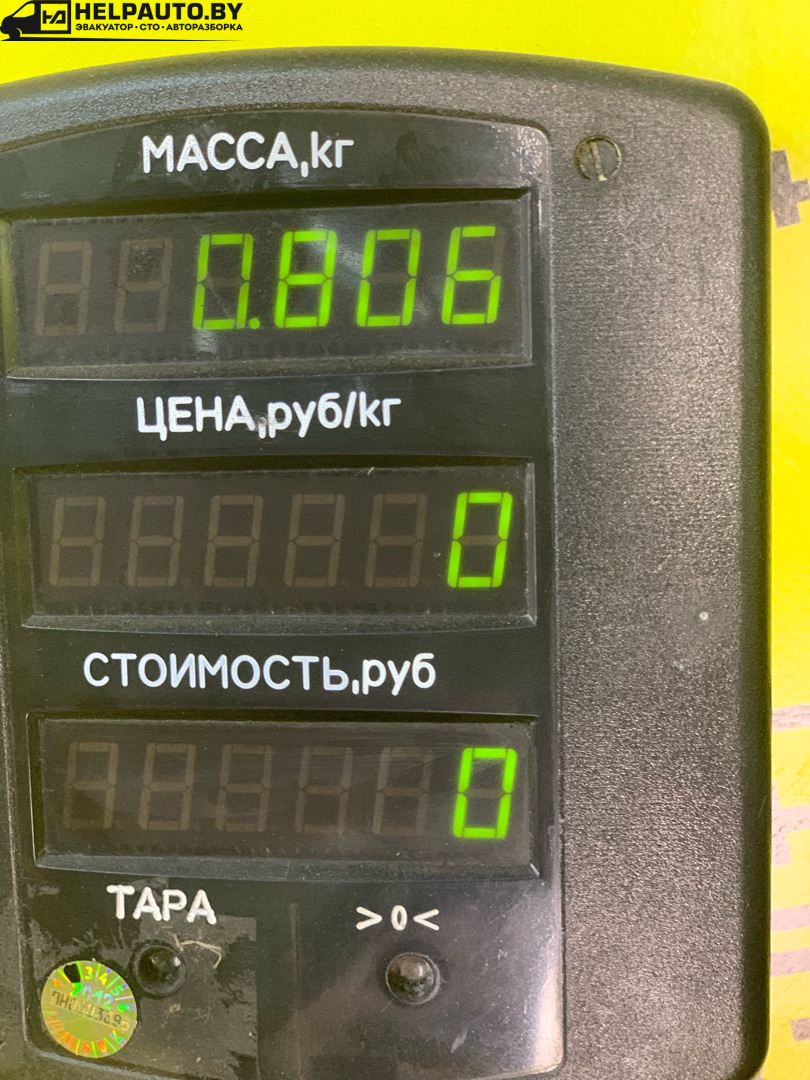 HELPAUTO.BY
ЭВАКУАТОР • СТО • АВТОРАЗБОРКА
МАССА,кг
0.806
ЦЕНА,руб/кг
0
СТОИМОСТЬ,руб
0
ТАРА
>0<